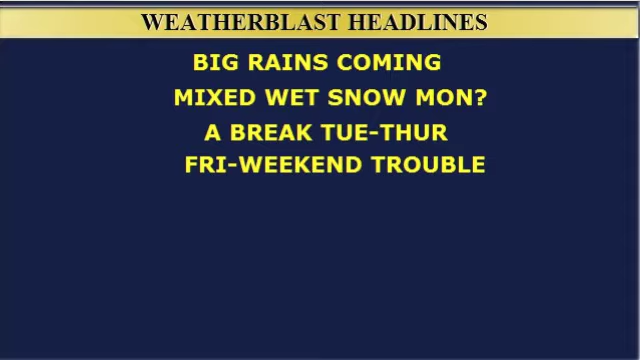 WEATHERBLAST HEADLINES
BIG RAINS COMING
MIXED WET SNOW MON?
A BREAK TUE-THUR
FRI-WEEKEND TROUBLE